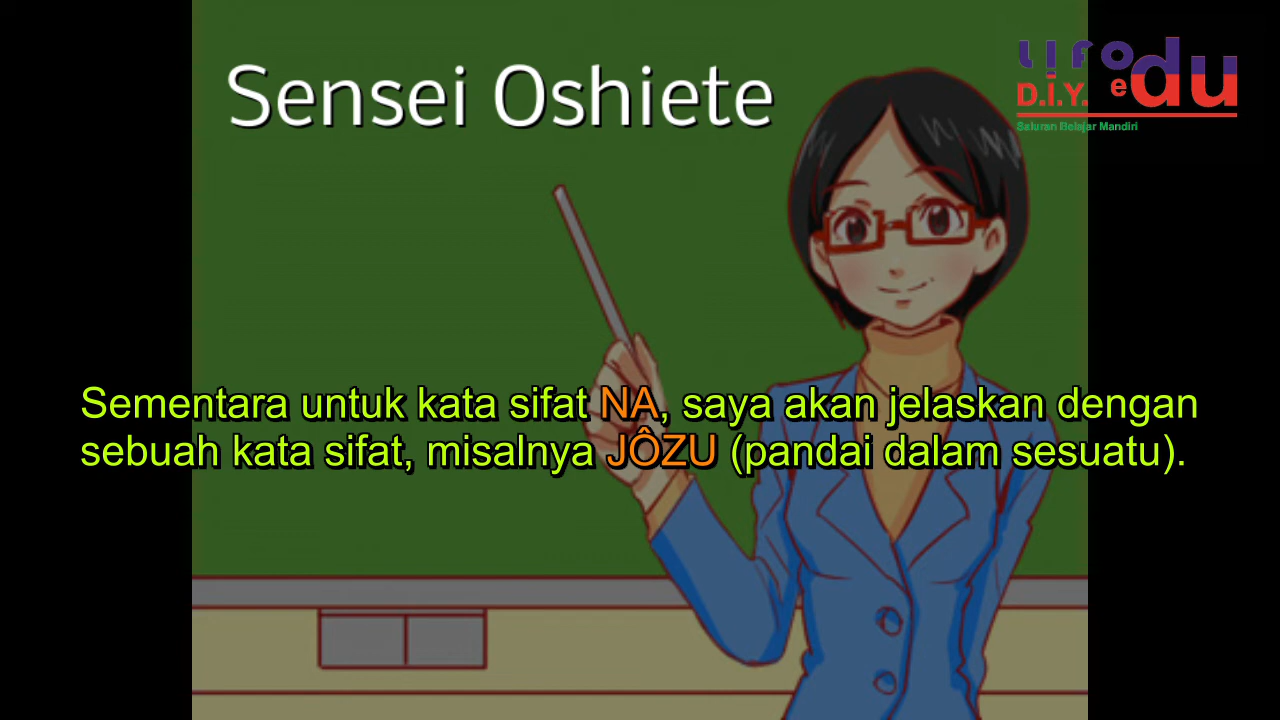 Sensei Oshiete
LIFO
D.I.Y. edu
Saluran Belajar Mandiri
Sementara untuk kata sifat NA, saya akan jelaskan dengan
sebuah kata sifat, misalnya JÔZU (pandai dalam sesuatu).